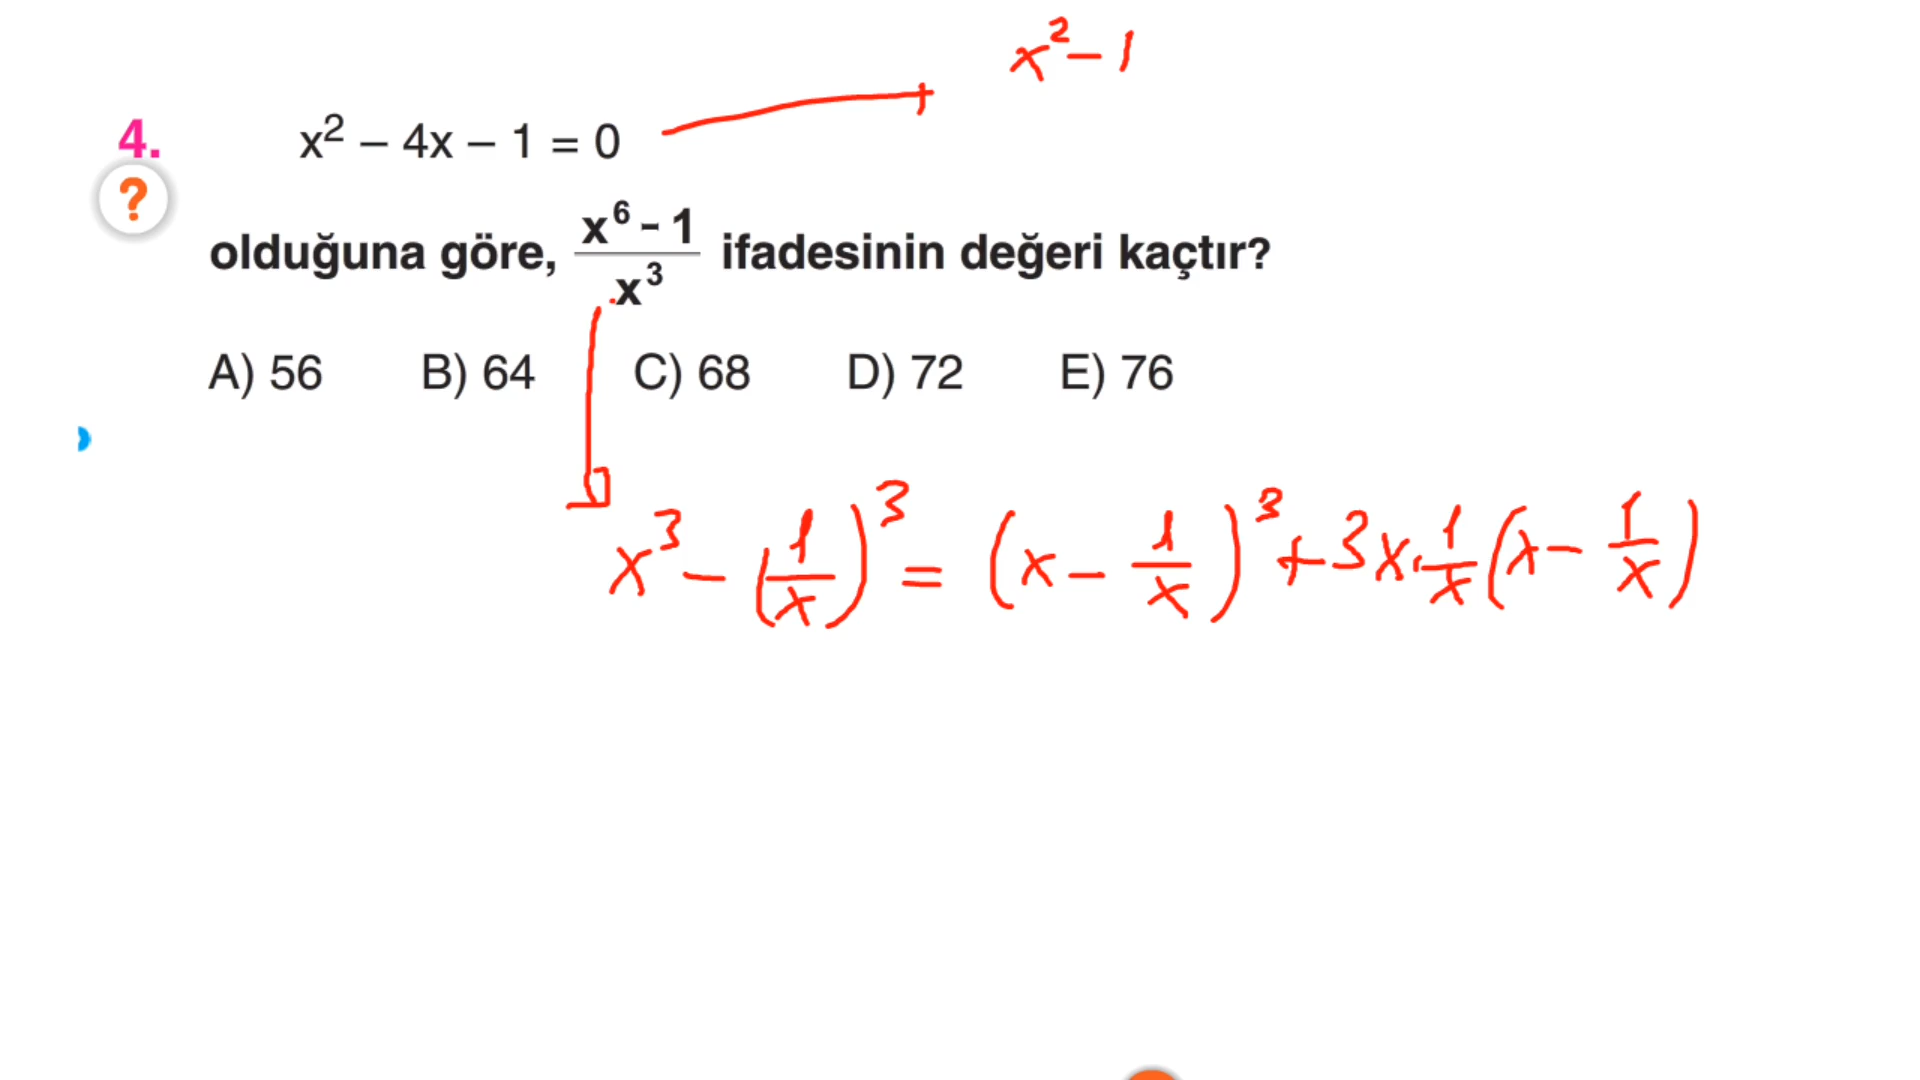 x² – 1
4. x² – 4x – 1 = 0
?
olduğuna göre, x⁶ - 1 / x³ ifadesinin değeri kaçtır?
A) 56 B) 64 C) 68 D) 72 E) 76
x³ – (1/x)³ = (x – 1/x)³ + 3x·1/x (x – 1/x)